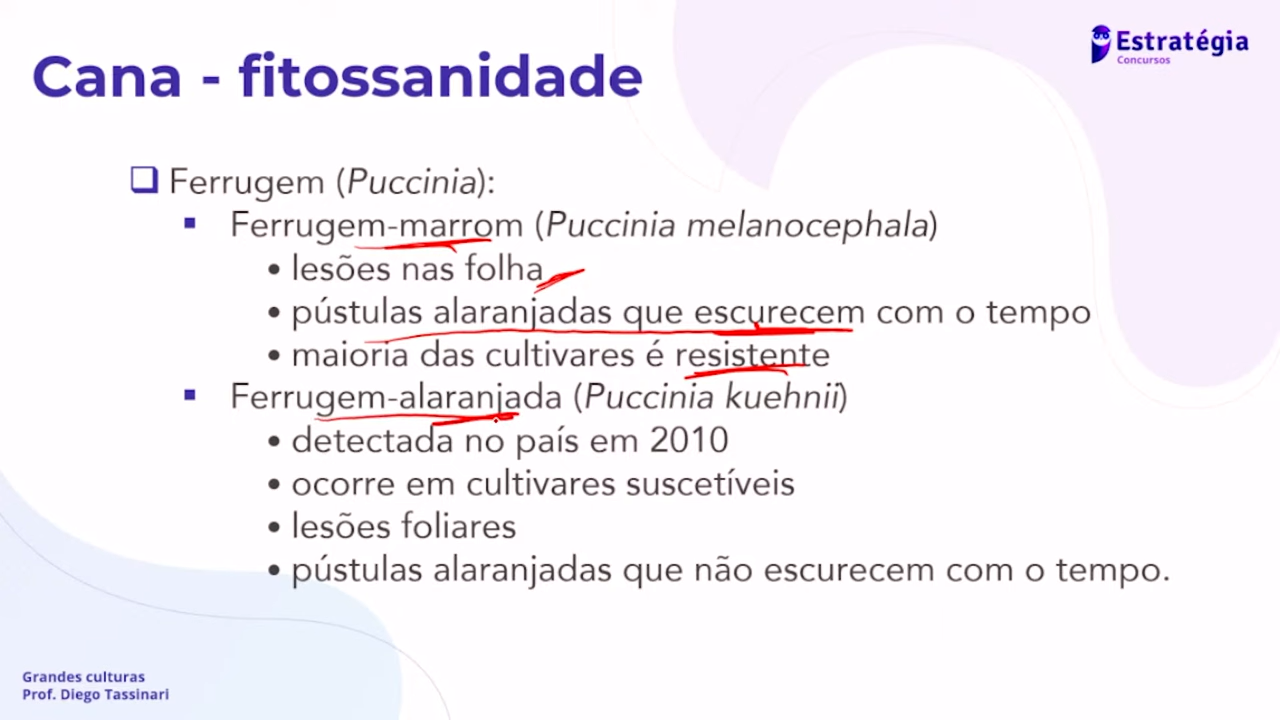 Estratégia
Concursos
Cana - fitossanidade
❑ Ferrugem (Puccinia):
▪ Ferrugem-marrom (Puccinia melanocephala)
• lesões nas folha
• pústulas alaranjadas que escurecem com o tempo
• maioria das cultivares é resistente
▪ Ferrugem-alaranjada (Puccinia kuehnii)
• detectada no país em 2010
• ocorre em cultivares suscetíveis
• lesões foliares
• pústulas alaranjadas que não escurecem com o tempo.
Grandes culturas
Prof. Diego Tassinari